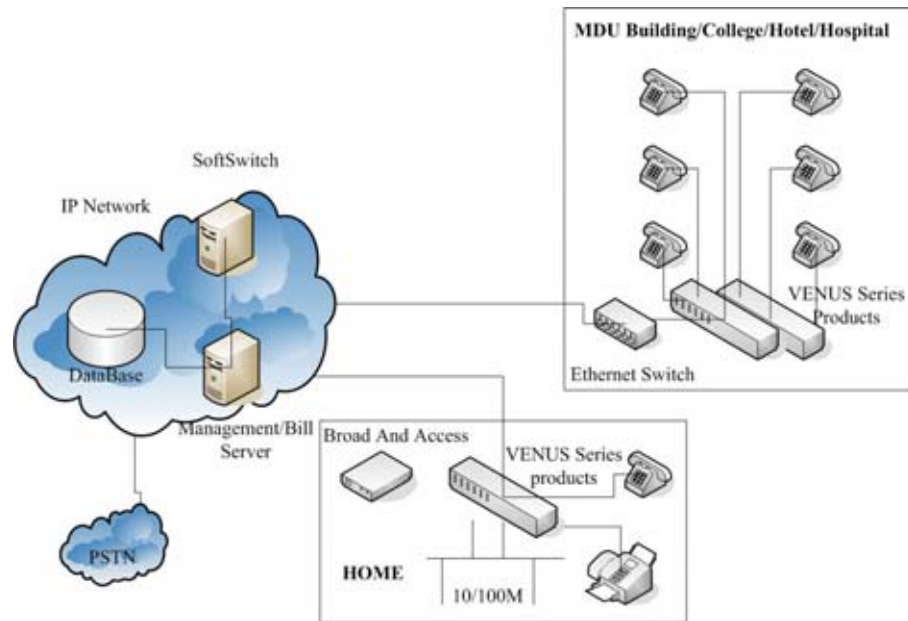 MDU Building/College/Hotel/Hospital
SoftSwitch
IP Network
VENUS Series
Products
DataBase
Ethernet Switch
Management/Bill
Server
Broad And Access
VENUS Series
products
PSTN
HOME
10/100M